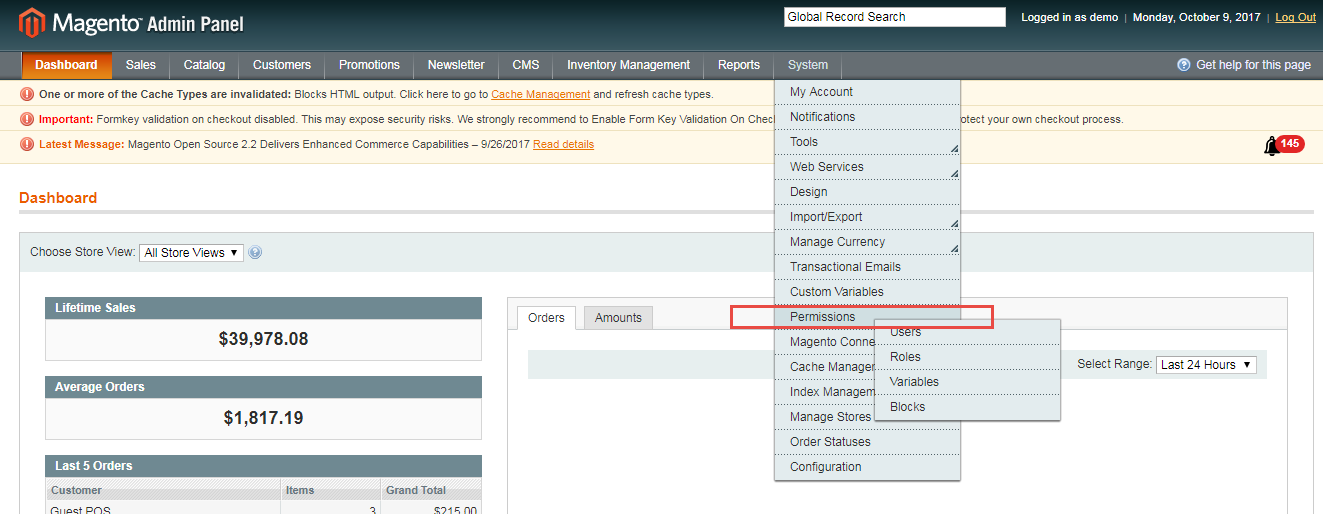 Magento Admin Panel
Global Record Search
Logged in as demo | Monday, October 9, 2017 | Log Out
Dashboard Sales Catalog Customers Promotions Newsletter CMS Inventory Management Reports System Get help for this page
One or more of the Cache Types are invalidated: Blocks HTML output. Click here to go to Cache Management and refresh cache types.
Important: Formkey validation on checkout disabled. This may expose security risks. We strongly recommend to Enable Form Key Validation On Chec otect your own checkout process.
Latest Message: Magento Open Source 2.2 Delivers Enhanced Commerce Capabilities – 9/26/2017 Read details
145
My Account
Notifications
Tools
Web Services
Design
Import/Export
Manage Currency
Transactional Emails
Custom Variables
Permissions
Magento Conne
Cache Manager
Index Managem
Manage Stores
Order Statuses
Configuration
Users
Roles
Variables
Blocks
Dashboard
Choose Store View: All Store Views
Lifetime Sales
$39,978.08
Average Orders
$1,817.19
Last 5 Orders
Customer Items Grand Total
Guest POS 3 $215.00
Orders Amounts
Select Range: Last 24 Hours